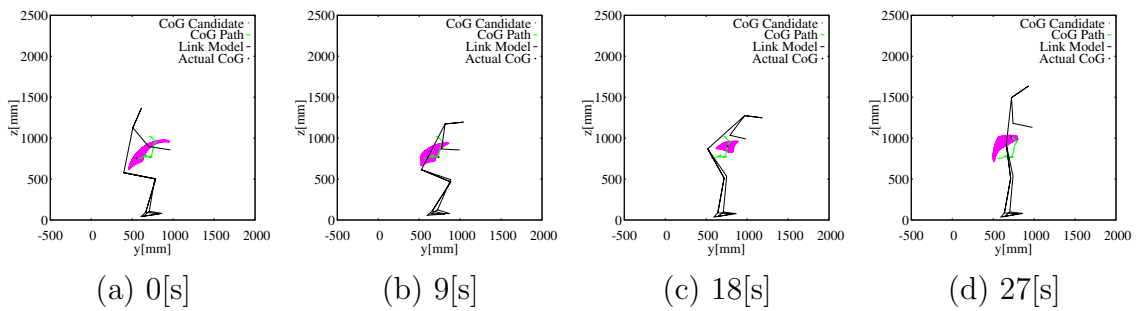 2500
2000
1500
1000
500
0
z[mm]
-500 0 500 1000 1500 2000
y[mm]
CoG Candidate
CoG Path
Link Model
Actual CoG
(a) 0[s]
2500
2000
1500
1000
500
0
z[mm]
-500 0 500 1000 1500 2000
y[mm]
CoG Candidate
CoG Path
Link Model
Actual CoG
(b) 9[s]
2500
2000
1500
1000
500
0
z[mm]
-500 0 500 1000 1500 2000
y[mm]
CoG Candidate
CoG Path
Link Model
Actual CoG
(c) 18[s]
2500
2000
1500
1000
500
0
z[mm]
-500 0 500 1000 1500 2000
y[mm]
CoG Candidate
CoG Path
Link Model
Actual CoG
(d) 27[s]